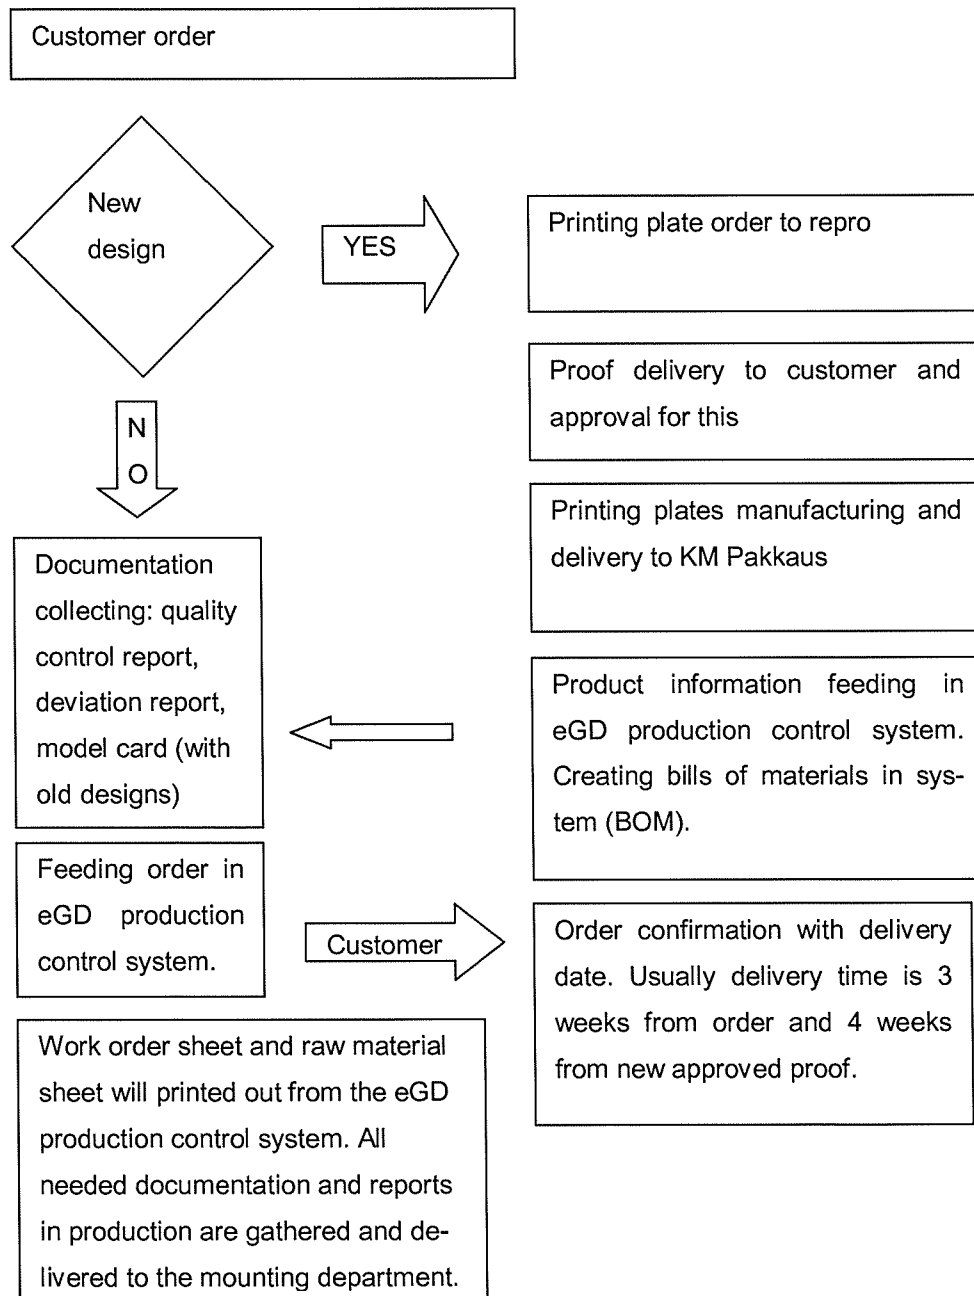 Customer order
New
design
YES
Printing plate order to repro
Proof delivery to customer and
approval for this
N
O
Printing plates manufacturing and
delivery to KM Pakkaus
Documentation
collecting: quality
control report,
deviation report,
model card (with
old designs)
Product information feeding in
eGD production control system.
Creating bills of materials in sys-
tem (BOM).
Feeding order in
eGD production
control system.
Customer
Order confirmation with delivery
date. Usually delivery time is 3
weeks from order and 4 weeks
from new approved proof.
Work order sheet and raw material
sheet will printed out from the eGD
production control system. All
needed documentation and reports
in production are gathered and de-
livered to the mounting department.